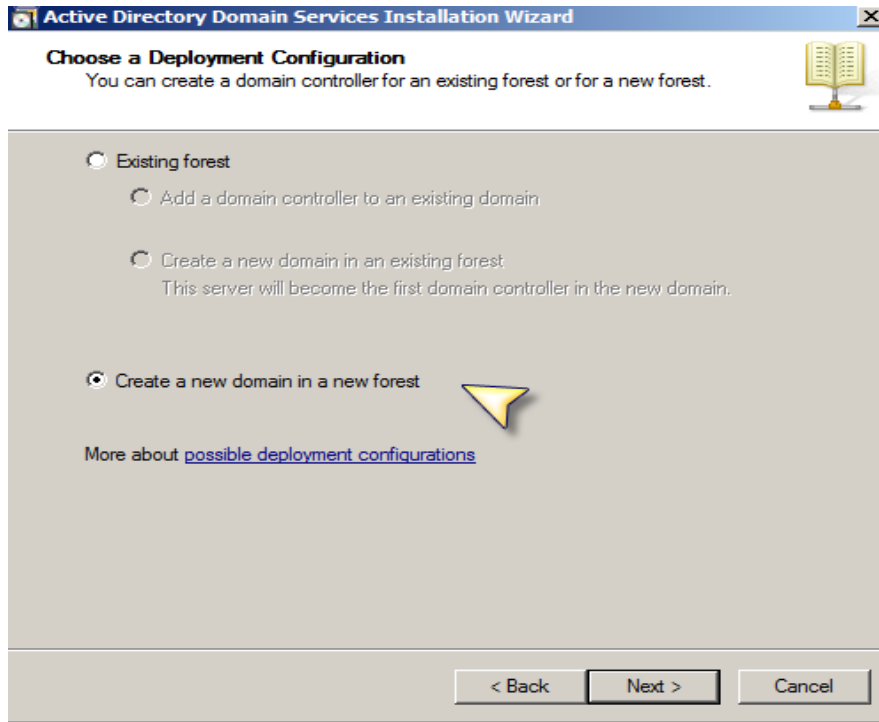 Active Directory Domain Services Installation Wizard
Choose a Deployment Configuration
You can create a domain controller for an existing forest or for a new forest.
Existing forest
Add a domain controller to an existing domain
Create a new domain in an existing forest
This server will become the first domain controller in the new domain.
Create a new domain in a new forest
More about possible deployment configurations
< Back
Next >
Cancel